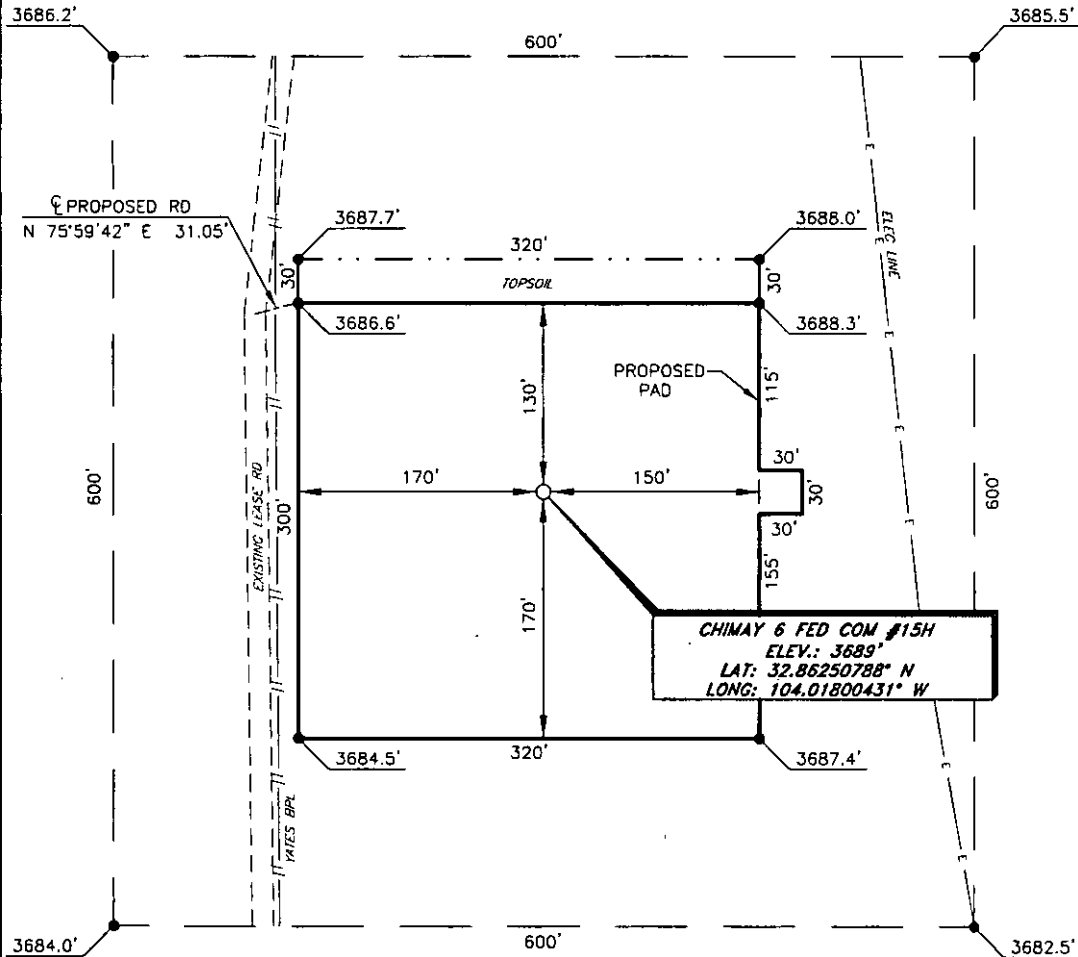 3686.2'
3685.5'
600'
℄ PROPOSED RD
N 75°59'42" E 31.05'
3687.7'
3688.0'
320'
30'
TOPSOIL
30'
ELEC LINE
3686.6'
3688.3'
PROPOSED
PAD
115'
130'
30'
600'
170'
150'
30'
600'
EXISTING LEASE RD
300'
30'
155'
170'
CHIMAY 6 FED COM #15H
ELEV.: 3689'
LAT: 32.86250788° N
LONG: 104.01800431° W
3684.5'
320'
3687.4'
YATES BPL
3684.0'
600'
3682.5'